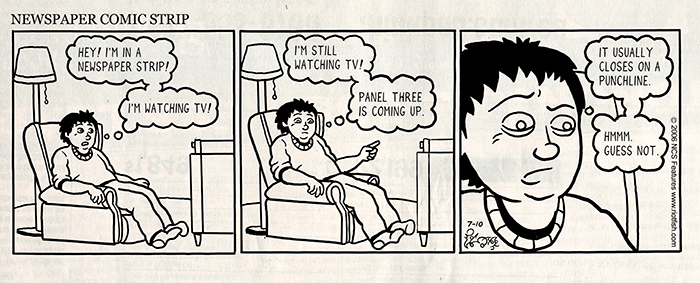 NEWSPAPER COMIC STRIP
HEY! I'M IN A
NEWSPAPER STRIP!
I'M WATCHING TV!
I'M STILL
WATCHING TV!
PANEL THREE
IS COMING UP.
IT USUALLY
CLOSES ON A
PUNCHLINE.
HMMM.
GUESS NOT.
7-10
© 2006 NCS Features www.riotfish.com